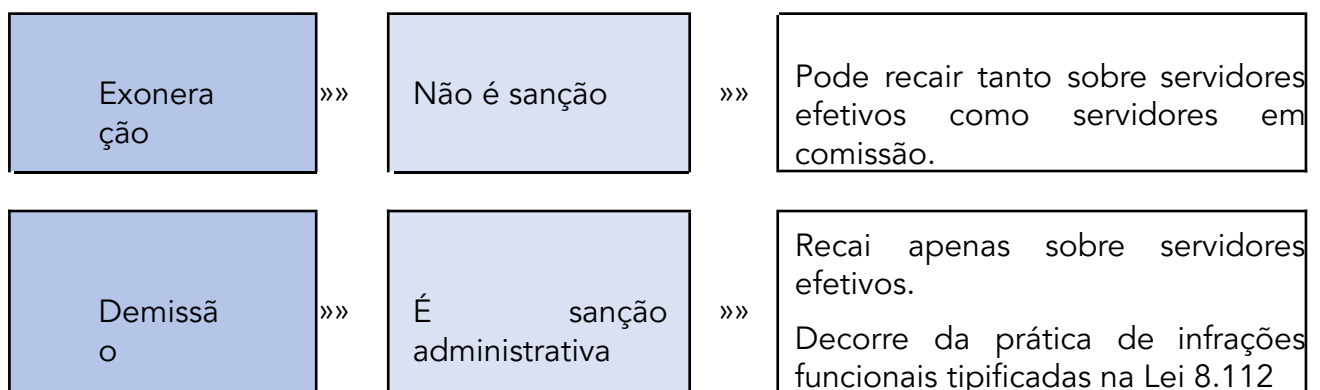 Exonera
ção
»»
Não é sanção
»»
Pode recair tanto sobre servidores
efetivos como servidores em
comissão.
Demissã
o
»»
É sanção
administrativa
»»
Recai apenas sobre servidores
efetivos.
Decorre da prática de infrações
funcionais tipificadas na Lei 8.112